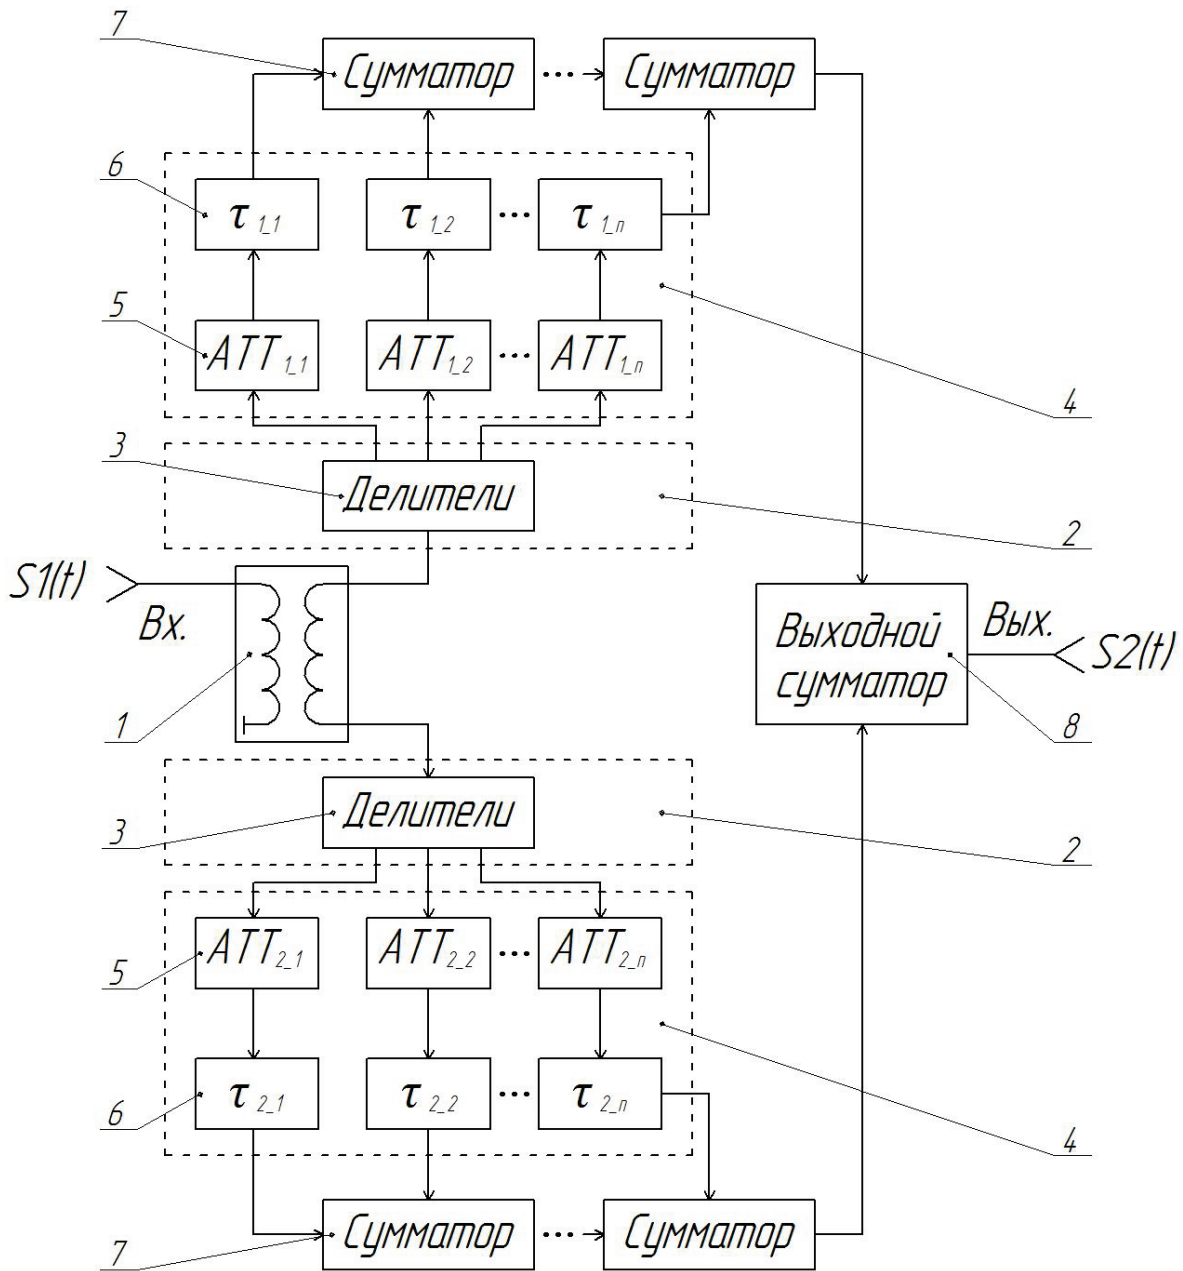 7
Сумматор ••• Сумматор
6
τ 1_1 τ 1_2 ••• τ 1_n
5
АТТ1_1 АТТ1_2 ••• АТТ1_n
4
3
Делители
2
S1(t)
Вх.
Выходной
сумматор
Вых.
S2(t)
1
8
Делители
3
2
АТТ2_1 АТТ2_2 ••• АТТ2_n
5
τ 2_1 τ 2_2 ••• τ 2_n
6
4
Сумматор ••• Сумматор
7